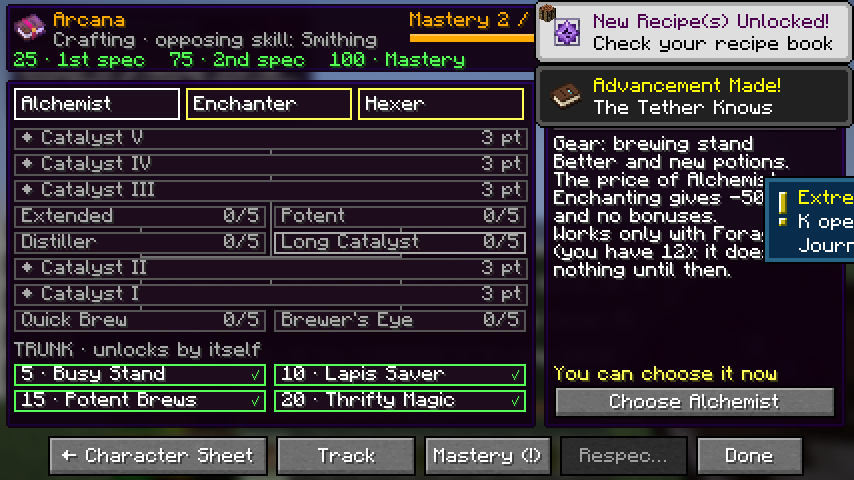 Arcana
Mastery 2 /
Crafting · opposing skill: Smithing
25 · 1st spec 75 · 2nd spec 100 · Mastery
New Recipe(s) Unlocked!
Check your recipe book
Advancement Made!
The Tether Knows
Alchemist
Enchanter
Hexer
Catalyst V 3 pt
Catalyst IV 3 pt
Catalyst III 3 pt
Extended 0/5
Potent 0/5
Distiller 0/5
Long Catalyst 0/5
Catalyst II 3 pt
Catalyst I 3 pt
Quick Brew 0/5
Brewer's Eye 0/5
TRUNK · unlocks by itself
5 · Busy Stand ✓
10 · Lapis Saver ✓
15 · Potent Brews ✓
20 · Thrifty Magic ✓
Gear: brewing stand
Better and new potions.
The price of
Enchanting gives -50
and no bonuses.
Works only with
(you have 12): it
nothing until then.
K
You can choose it now
Choose Alchemist
← Character Sheet
Track
Mastery (!)
Respec...
Done